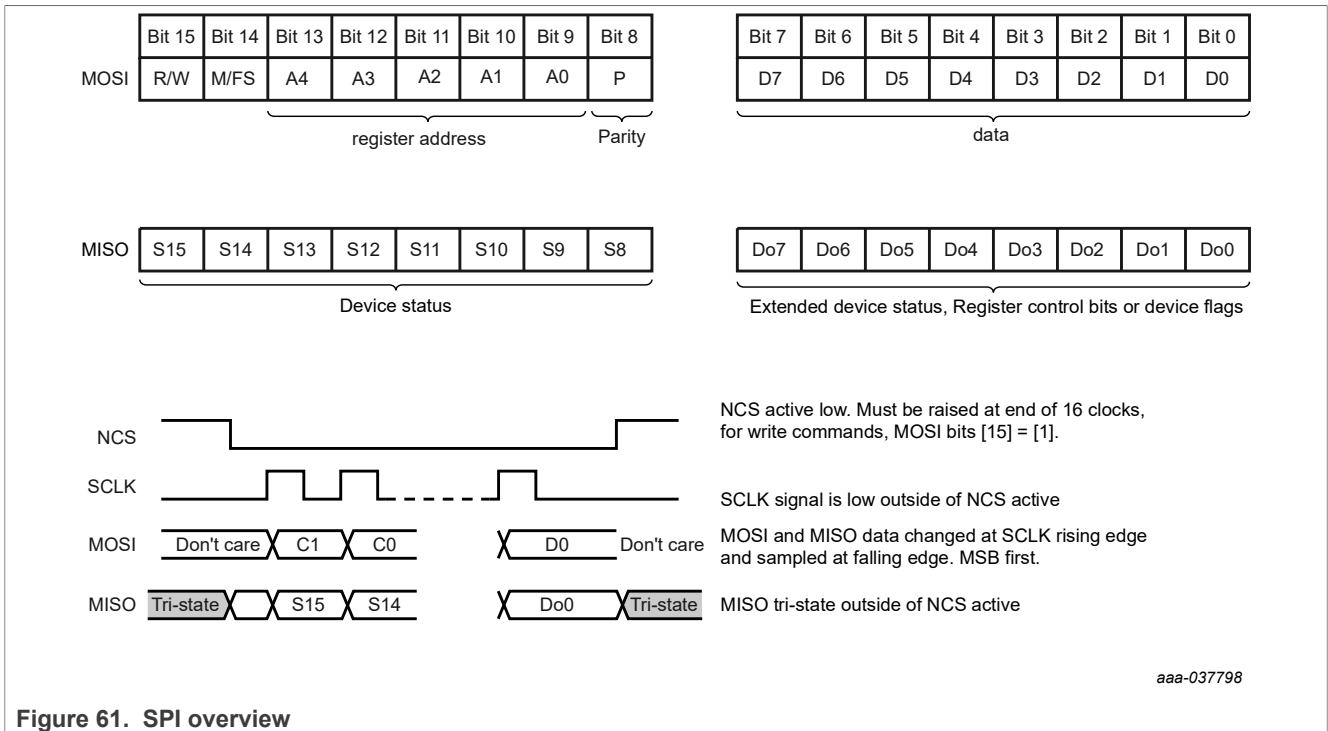 Bit 15 Bit 14 Bit 13 Bit 12 Bit 11 Bit 10 Bit 9 Bit 8 Bit 7 Bit 6 Bit 5 Bit 4 Bit 3 Bit 2 Bit 1 Bit 0
MOSI R/W M/FS A4 A3 A2 A1 A0 P D7 D6 D5 D4 D3 D2 D1 D0
register address Parity data
MISO S15 S14 S13 S12 S11 S10 S9 S8 Do7 Do6 Do5 Do4 Do3 Do2 Do1 Do0
Device status Extended device status, Register control bits or device flags
NCS
NCS active low. Must be raised at end of 16 clocks,
for write commands, MOSI bits [15] = [1].
SCLK
SCLK signal is low outside of NCS active
MOSI Don't care C1 C0 D0 Don't care
MOSI and MISO data changed at SCLK rising edge
and sampled at falling edge. MSB first.
MISO Tri-state S15 S14 Do0 Tri-state
MISO tri-state outside of NCS active
aaa-037798
Figure 61. SPI overview